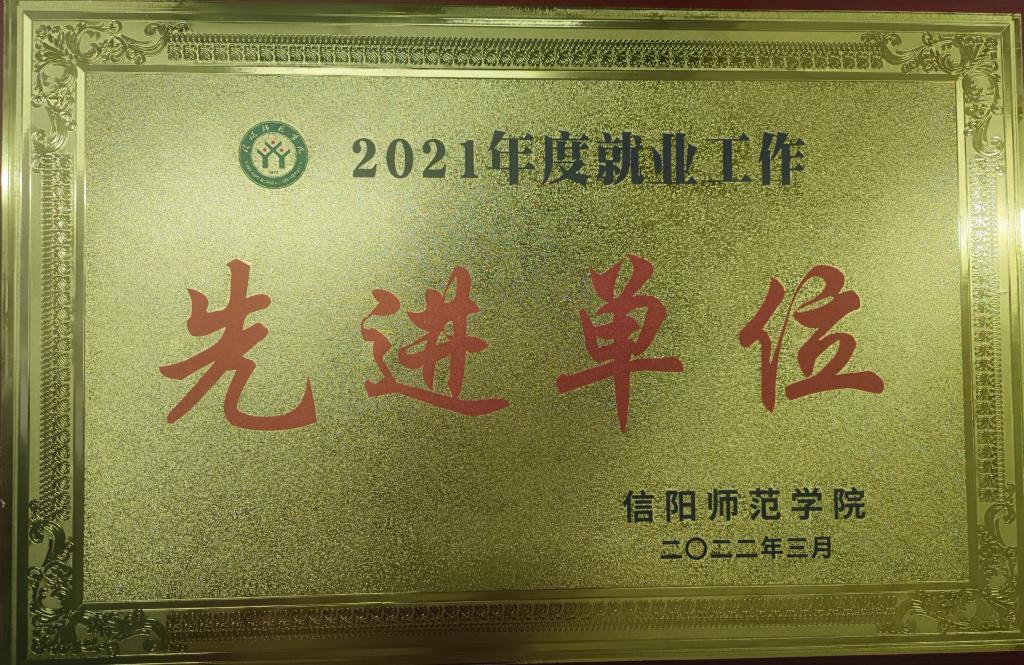 2021年度就业工作
先进单位
信阳师范学院
二〇二二年三月